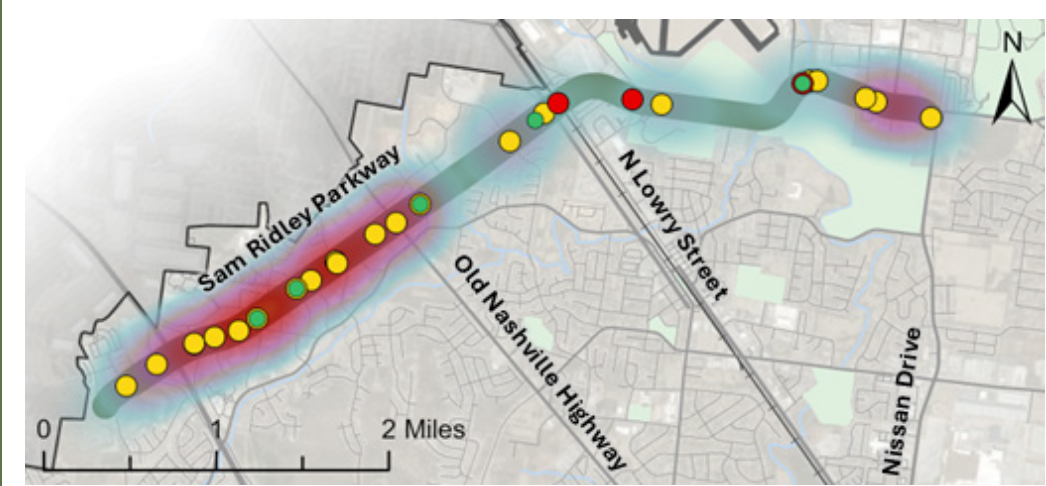 N
Sam Ridley Parkway
N Lowry Street
Old Nashville Highway
Nissan Drive
0 1 2 Miles